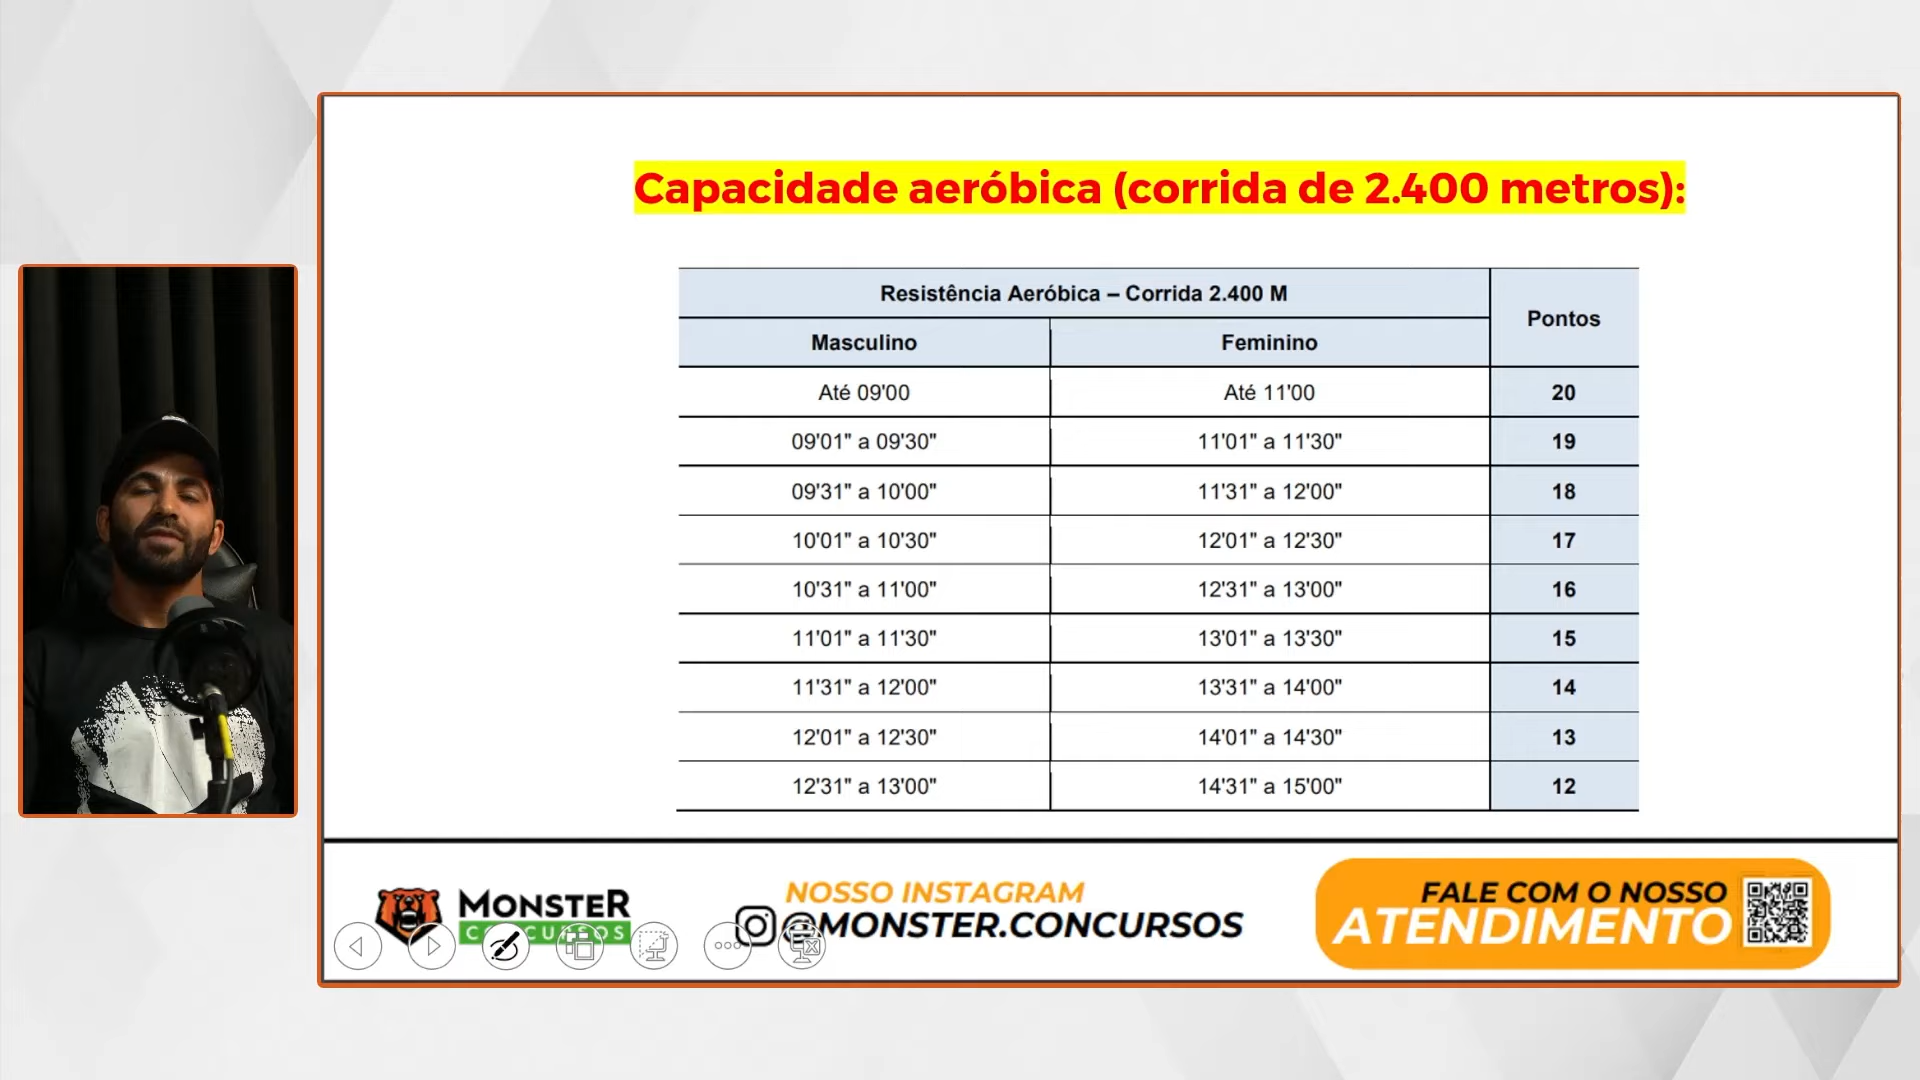 Capacidade aeróbica (corrida de 2.400 metros):
Resistência Aeróbica – Corrida 2.400 M
Pontos
Masculino Feminino
Até 09'00 Até 11'00 20
09'01" a 09'30" 11'01" a 11'30" 19
09'31" a 10'00" 11'31" a 12'00" 18
10'01" a 10'30" 12'01" a 12'30" 17
10'31" a 11'00" 12'31" a 13'00" 16
11'01" a 11'30" 13'01" a 13'30" 15
11'31" a 12'00" 13'31" a 14'00" 14
12'01" a 12'30" 14'01" a 14'30" 13
12'31" a 13'00" 14'31" a 15'00" 12
MONSTER
CONCURSOS
NOSSO INSTAGRAM
@MONSTER.CONCURSOS
FALE COM O NOSSO
ATENDIMENTO